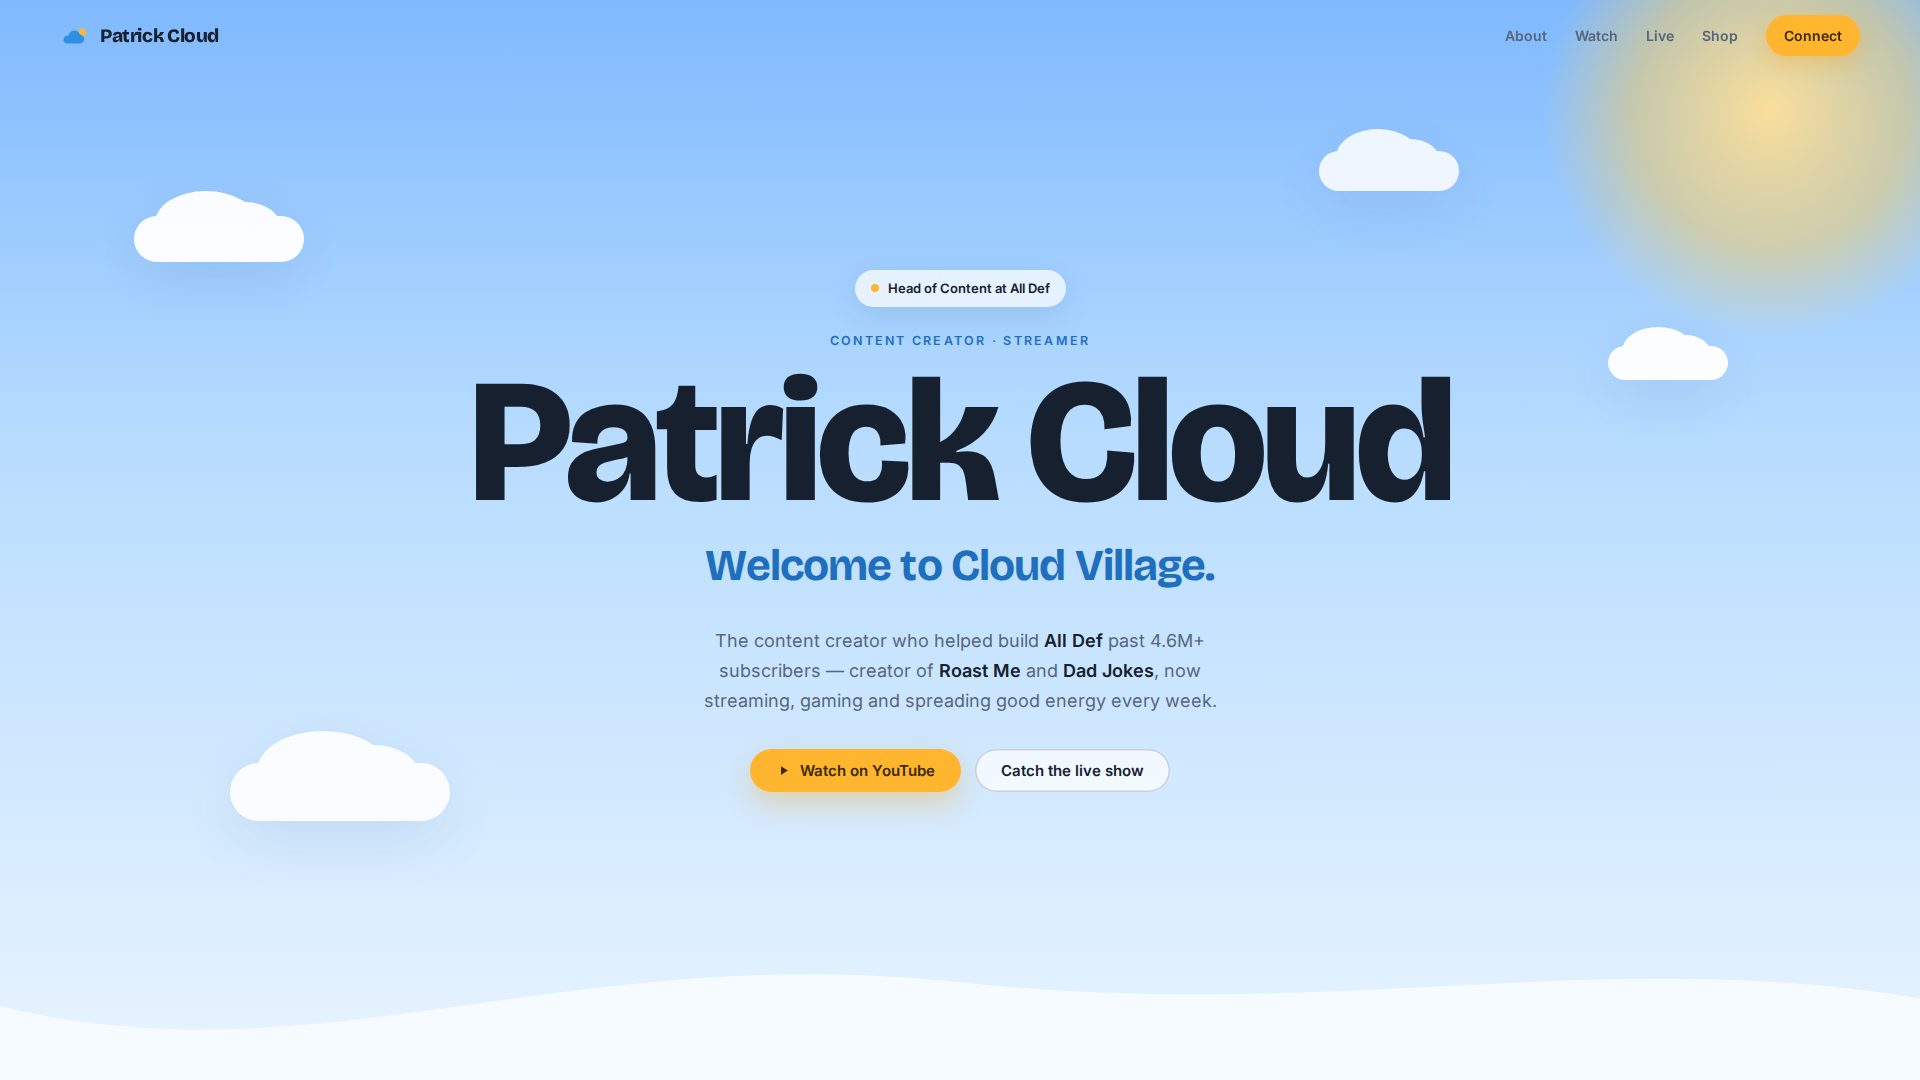 Patrick Cloud
About
Watch
Live
Shop
Connect
Head of Content at All Def
CONTENT CREATOR · STREAMER
Patrick Cloud
Welcome to Cloud Village.
The content creator who helped build All Def past 4.6M+
subscribers — creator of Roast Me and Dad Jokes, now
streaming, gaming and spreading good energy every week.
Watch on YouTube
Catch the live show